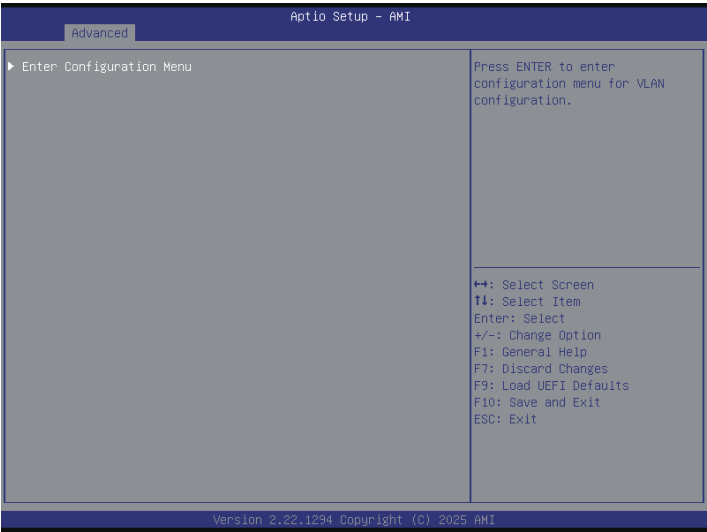 Aptio Setup - AMI
Advanced
▶ Enter Configuration Menu
Press ENTER to enter
configuration menu for VLAN
configuration.
↔: Select Screen
↑↓: Select Item
Enter: Select
+/-: Change Option
F1: General Help
F7: Discard Changes
F9: Load UEFI Defaults
F10: Save and Exit
ESC: Exit
Version 2.22.1294 Copyright (C) 2025 AMI